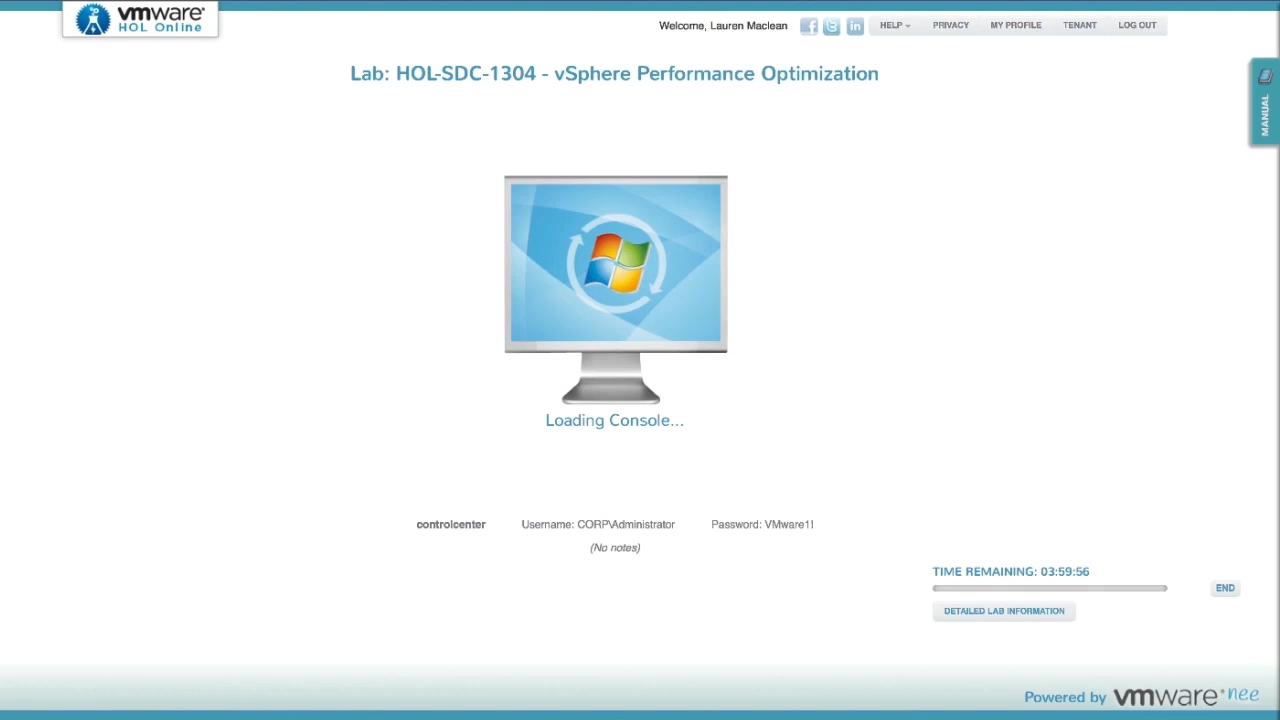 vmware®
HOL Online
Welcome, Lauren Maclean
HELP
PRIVACY
MY PROFILE
TENANT
LOG OUT
Lab: HOL-SDC-1304 - vSphere Performance Optimization
MANUAL
Loading Console...
controlcenter Username: CORP\Administrator Password: VMware1!
(No notes)
TIME REMAINING: 03:59:56
END
DETAILED LAB INFORMATION
Powered by vmware® nee